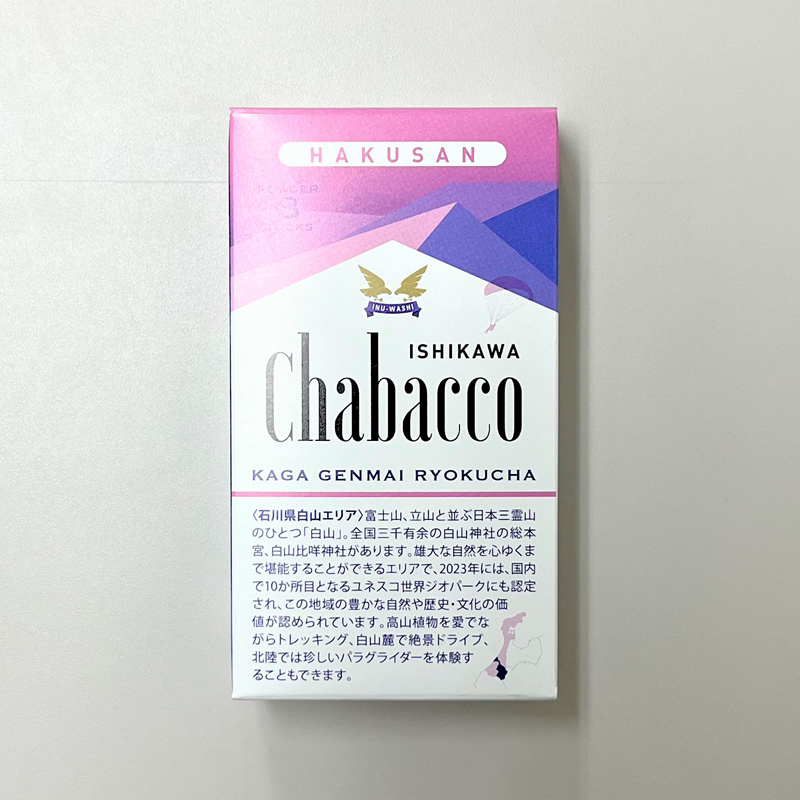 HAKUSAN
POWDER
8
STICKS
INU-WASHI
ISHIKAWA
Chabacco
KAGA GENMAI RYOKUCHA
〈石川県白山エリア〉富士山、立山と並ぶ日本三霊山
のひとつ「白山」。全国三千有余の白山神社の総本
宮、白山比咩神社があります。雄大な自然を心ゆくま
で堪能することができるエリアで、2023年には、国内
で10か所目となるユネスコ世界ジオパークにも認定
され、この地域の豊かな自然や歴史・文化の価
値が認められています。高山植物を愛でな
がらトレッキング、白山麓で絶景ドライブ、
北陸では珍しいパラグライダーを体験す
ることもできます。